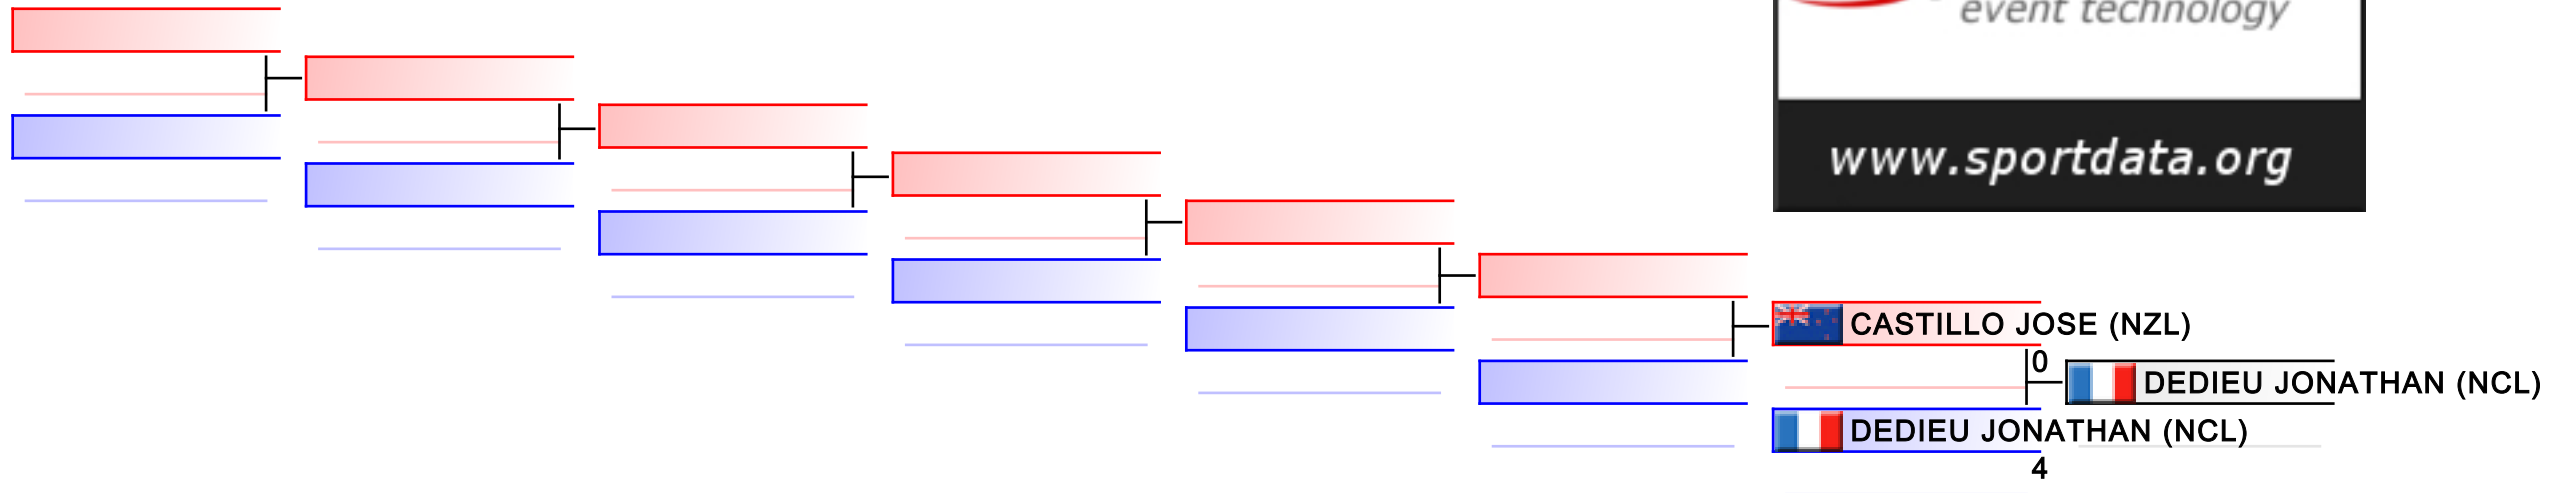 event technology
www.sportdata.org
CASTILLO JOSE (NZL)
0
DEDIEU JONATHAN (NCL)
DEDIEU JONATHAN (NCL)
4